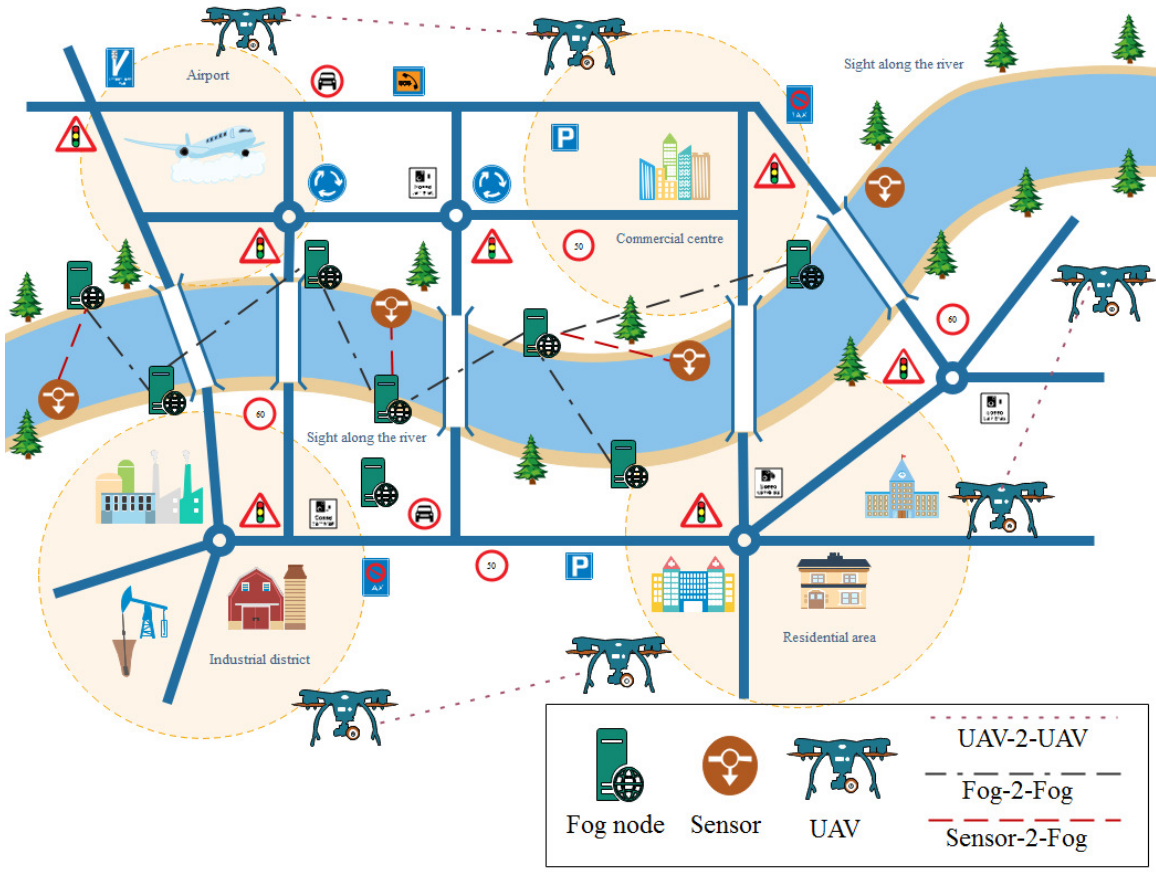 Airport
Sight along the river
P
50
Commercial centre
60
60
Sight along the river
50
P
Residential area
Industrial district
UAV-2-UAV
Fog-2-Fog
Fog node
Sensor
UAV
Sensor-2-Fog